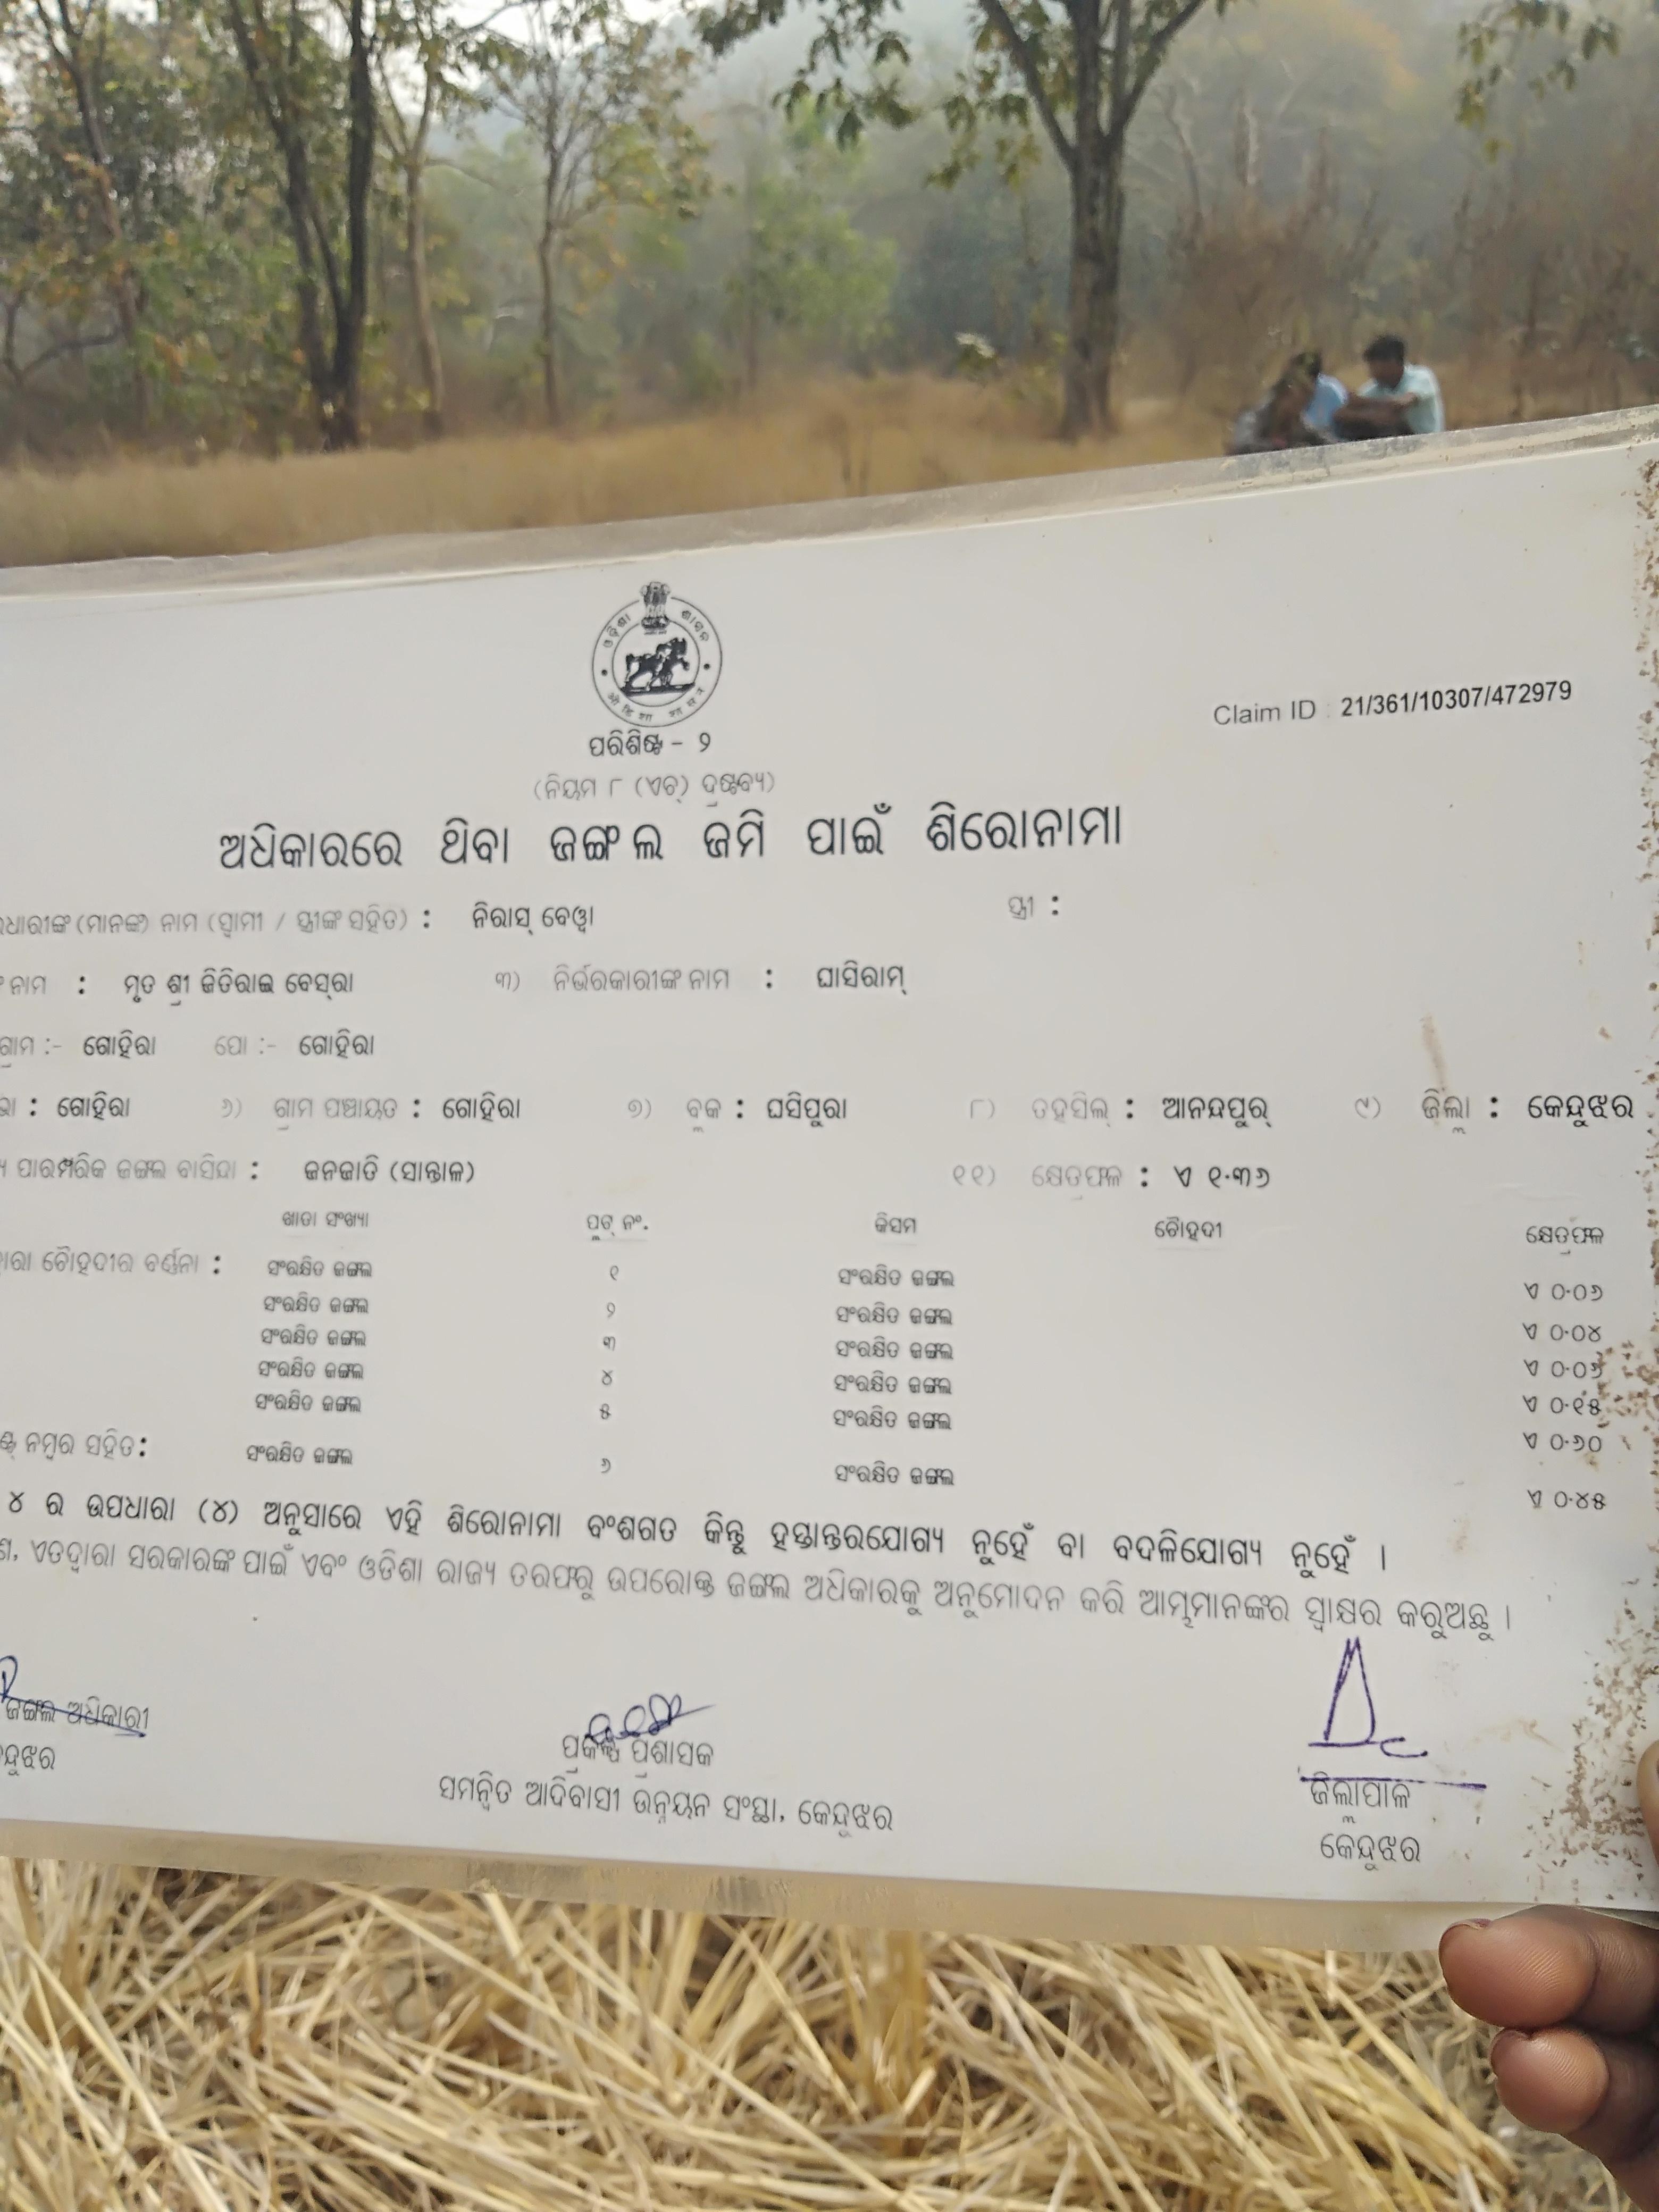 ଓଡ଼ିଶା ଶାସନ
Claim ID : 21/361/10307/472979
ପରିଶିଷ୍ଟ - ୨
(ନିୟମ ୮ (ଏଚ୍) ଦ୍ରଷ୍ଟବ୍ୟ)
ଅଧିକାରରେ ଥିବା ଜଙ୍ଗଲ ଜମି ପାଇଁ ଶିରୋନାମା
(ମାନଙ୍କ) ନାମ (ସ୍ୱାମୀ / ସ୍ତ୍ରୀଙ୍କ ସହିତ) : ନିରାସ୍ ବେୱା ସ୍ତ୍ରୀ :
ନାମ : ମୃତ ଶ୍ରୀ ଜିତିରାଇ ବେସ୍‌ରା ୩) ନିର୍ଭରକାରୀଙ୍କ ନାମ : ଘାସିରାମ୍
ଗ୍ରାମ :- ଗୋହିରା ପୋ :- ଗୋହିରା
: ଗୋହିରା ୬) ଗ୍ରାମ ପଞ୍ଚାୟତ : ଗୋହିରା ୭) ବ୍ଲକ : ଘସିପୁରା ୮) ତହସିଲ୍ : ଆନନ୍ଦପୁର୍ ୯) ଜିଲ୍ଲା : କେନ୍ଦୁଝର
ପାରମ୍ପରିକ ଜଙ୍ଗଲ ବାସିନ୍ଦା : ଜନଜାତି (ସାନ୍ତାଳ) ୧୧) କ୍ଷେତ୍ରଫଳ : ଏ ୧.୩୬
ଖାତା ସଂଖ୍ୟା ପ୍ଲଟ୍ ନଂ. କିସମ ଚୌହଦୀ କ୍ଷେତ୍ରଫଳ
ଚୌହଦୀର ବର୍ଣ୍ଣନା : ସଂରକ୍ଷିତ ଜଙ୍ଗଲ ୧ ସଂରକ୍ଷିତ ଜଙ୍ଗଲ ଏ ୦.୦୬
ସଂରକ୍ଷିତ ଜଙ୍ଗଲ ୨ ସଂରକ୍ଷିତ ଜଙ୍ଗଲ ଏ ୦.୦୪
ସଂରକ୍ଷିତ ଜଙ୍ଗଲ ୩ ସଂରକ୍ଷିତ ଜଙ୍ଗଲ ଏ ୦.୦୬
ସଂରକ୍ଷିତ ଜଙ୍ଗଲ ୪ ସଂରକ୍ଷିତ ଜଙ୍ଗଲ ଏ ୦.୧୫
ସଂରକ୍ଷିତ ଜଙ୍ଗଲ ୫ ସଂରକ୍ଷିତ ଜଙ୍ଗଲ ଏ ୦.୬୦
ନମ୍ବର ସହିତ: ସଂରକ୍ଷିତ ଜଙ୍ଗଲ ୬ ସଂରକ୍ଷିତ ଜଙ୍ଗଲ ଏ ୦.୪୫
୪ ର ଉପଧାରା (୪) ଅନୁସାରେ ଏହି ଶିରୋନାମା ବଂଶଗତ କିନ୍ତୁ ହସ୍ତାନ୍ତରଯୋଗ୍ୟ ନୁହେଁ ବା ବଦଳିଯୋଗ୍ୟ ନୁହେଁ ।
ଏତଦ୍ୱାରା ସରକାରଙ୍କ ପାଇଁ ଏବଂ ଓଡିଶା ରାଜ୍ୟ ତରଫରୁ ଉପରୋକ୍ତ ଜଙ୍ଗଲ ଅଧିକାରକୁ ଅନୁମୋଦନ କରି ଆମ୍ଭମାନଙ୍କର ସ୍ୱାକ୍ଷର କରୁଅଛୁ ।
ଜଙ୍ଗଲ ଅଧିକାରୀ ପ୍ରକଳ୍ପ ପ୍ରଶାସକ ଜିଲ୍ଲାପାଳ
ସମନ୍ୱିତ ଆଦିବାସୀ ଉନ୍ନୟନ ସଂସ୍ଥା, କେନ୍ଦୁଝର କେନ୍ଦୁଝର